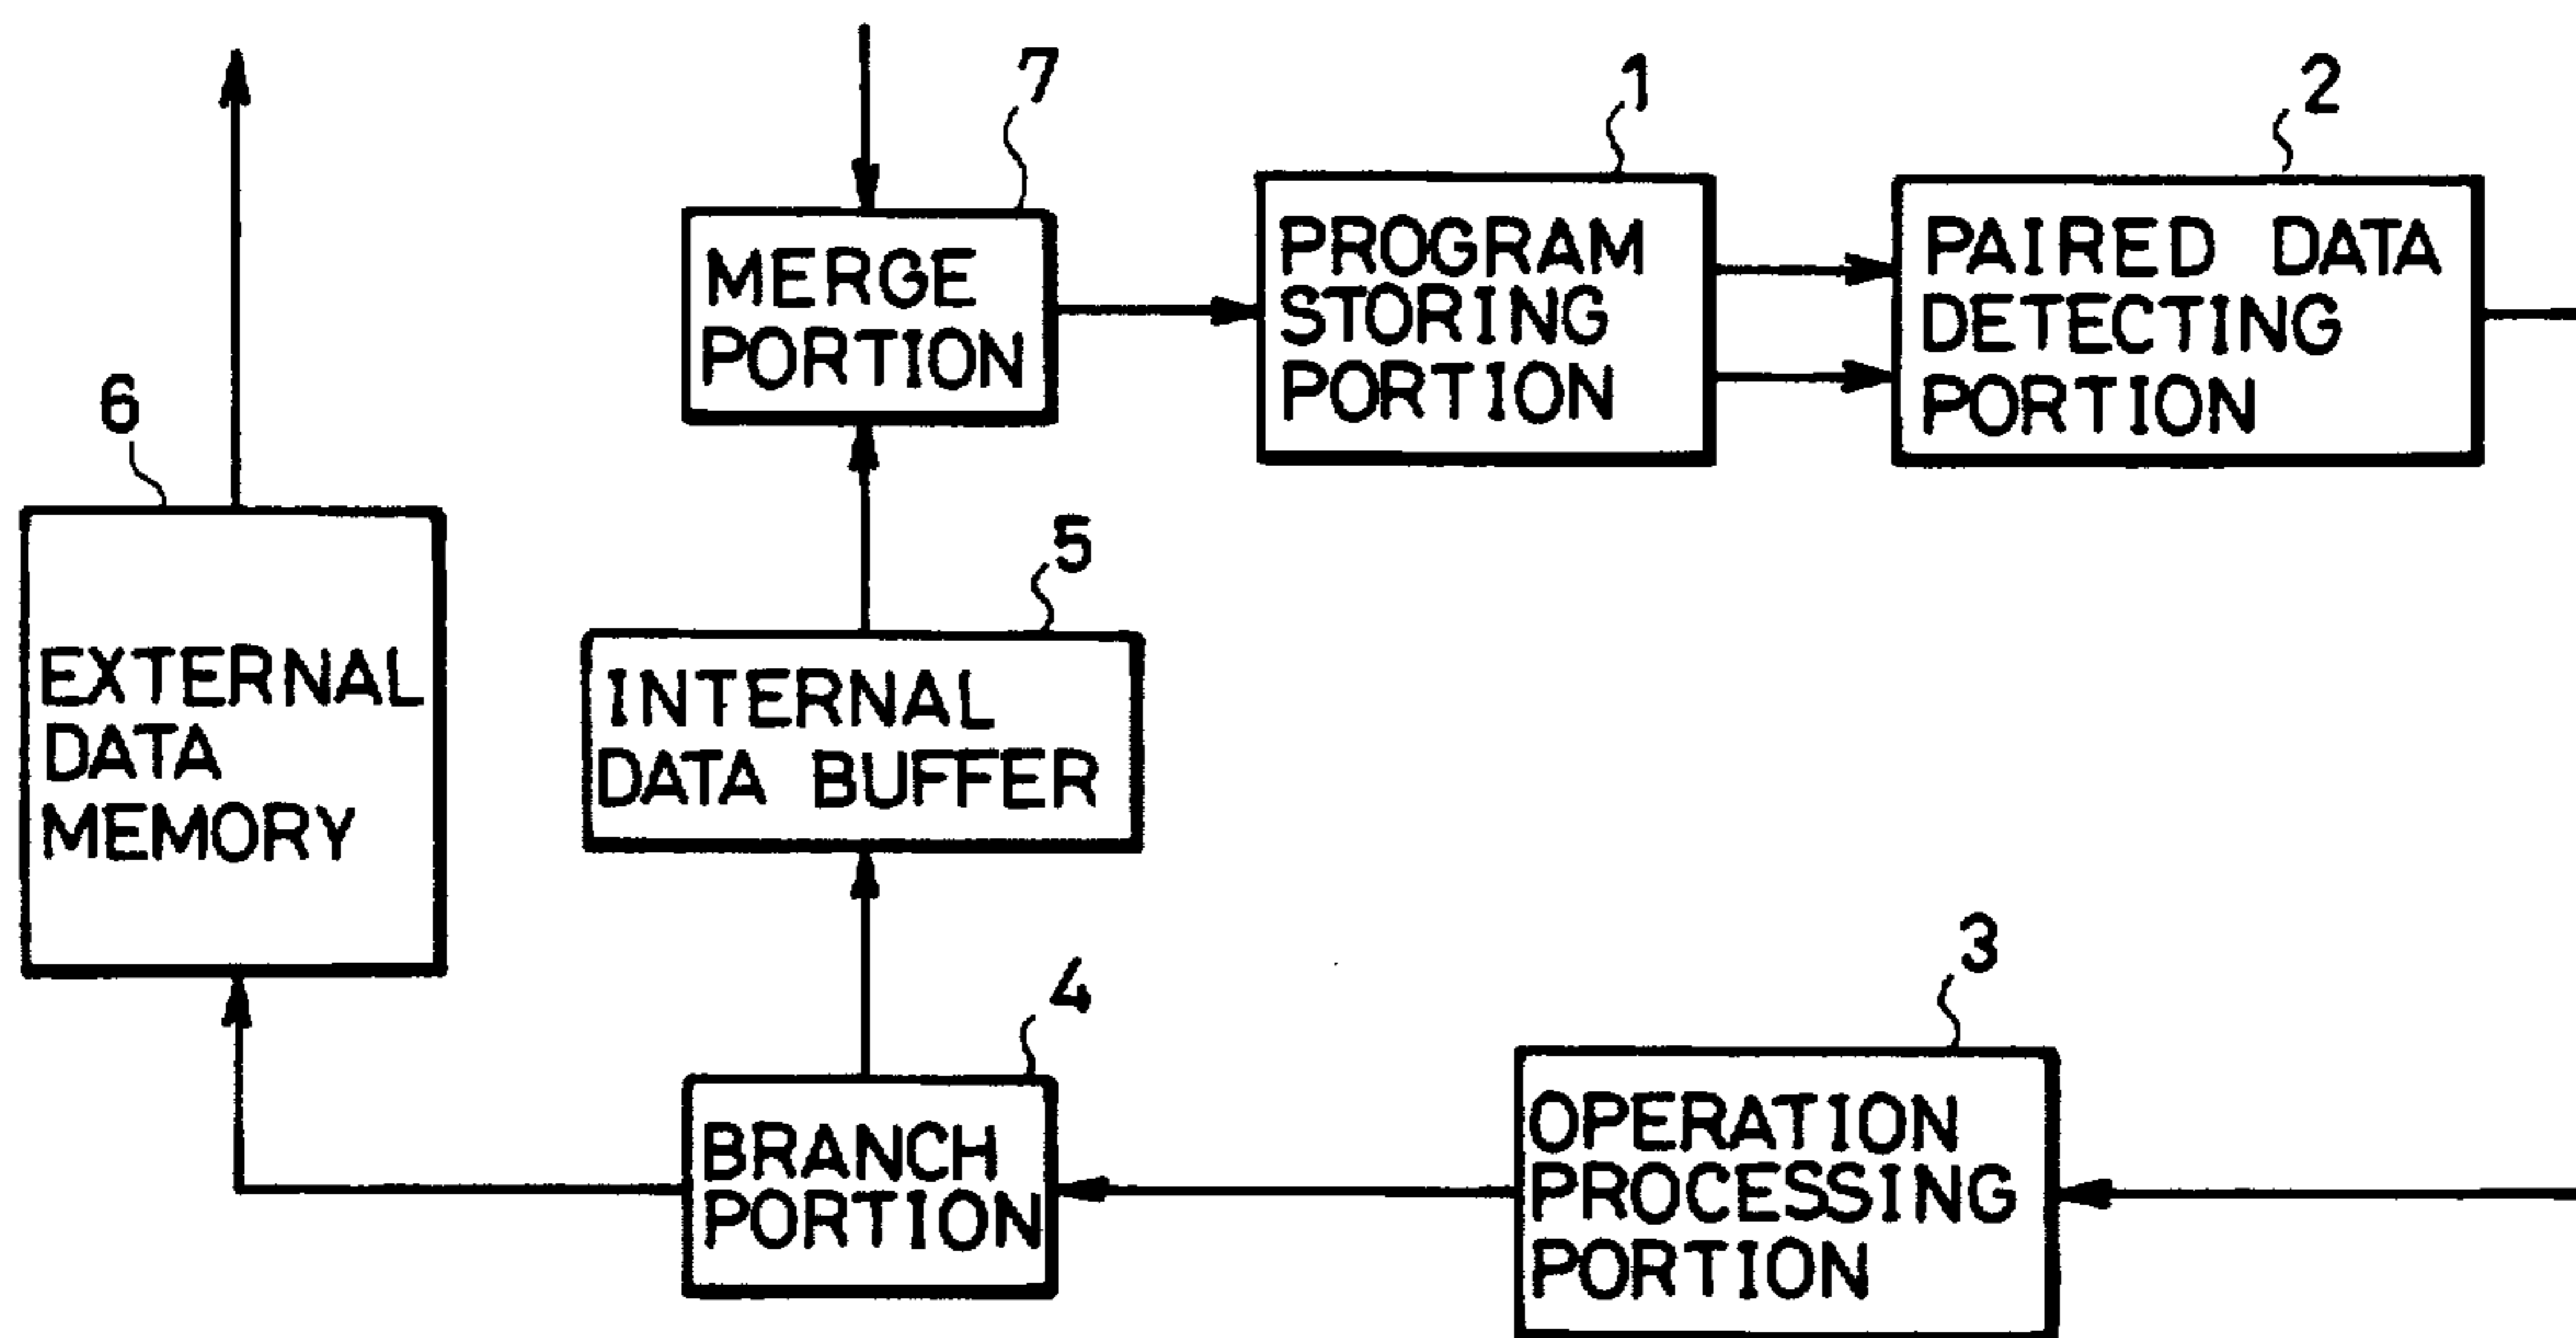 7
MERGE
PORTION
1
PROGRAM
STORING
PORTION
2
PAIRED DATA
DETECTING
PORTION
6
EXTERNAL
DATA
MEMORY
5
INTERNAL
DATA BUFFER
4
BRANCH
PORTION
3
OPERATION
PROCESSING
PORTION